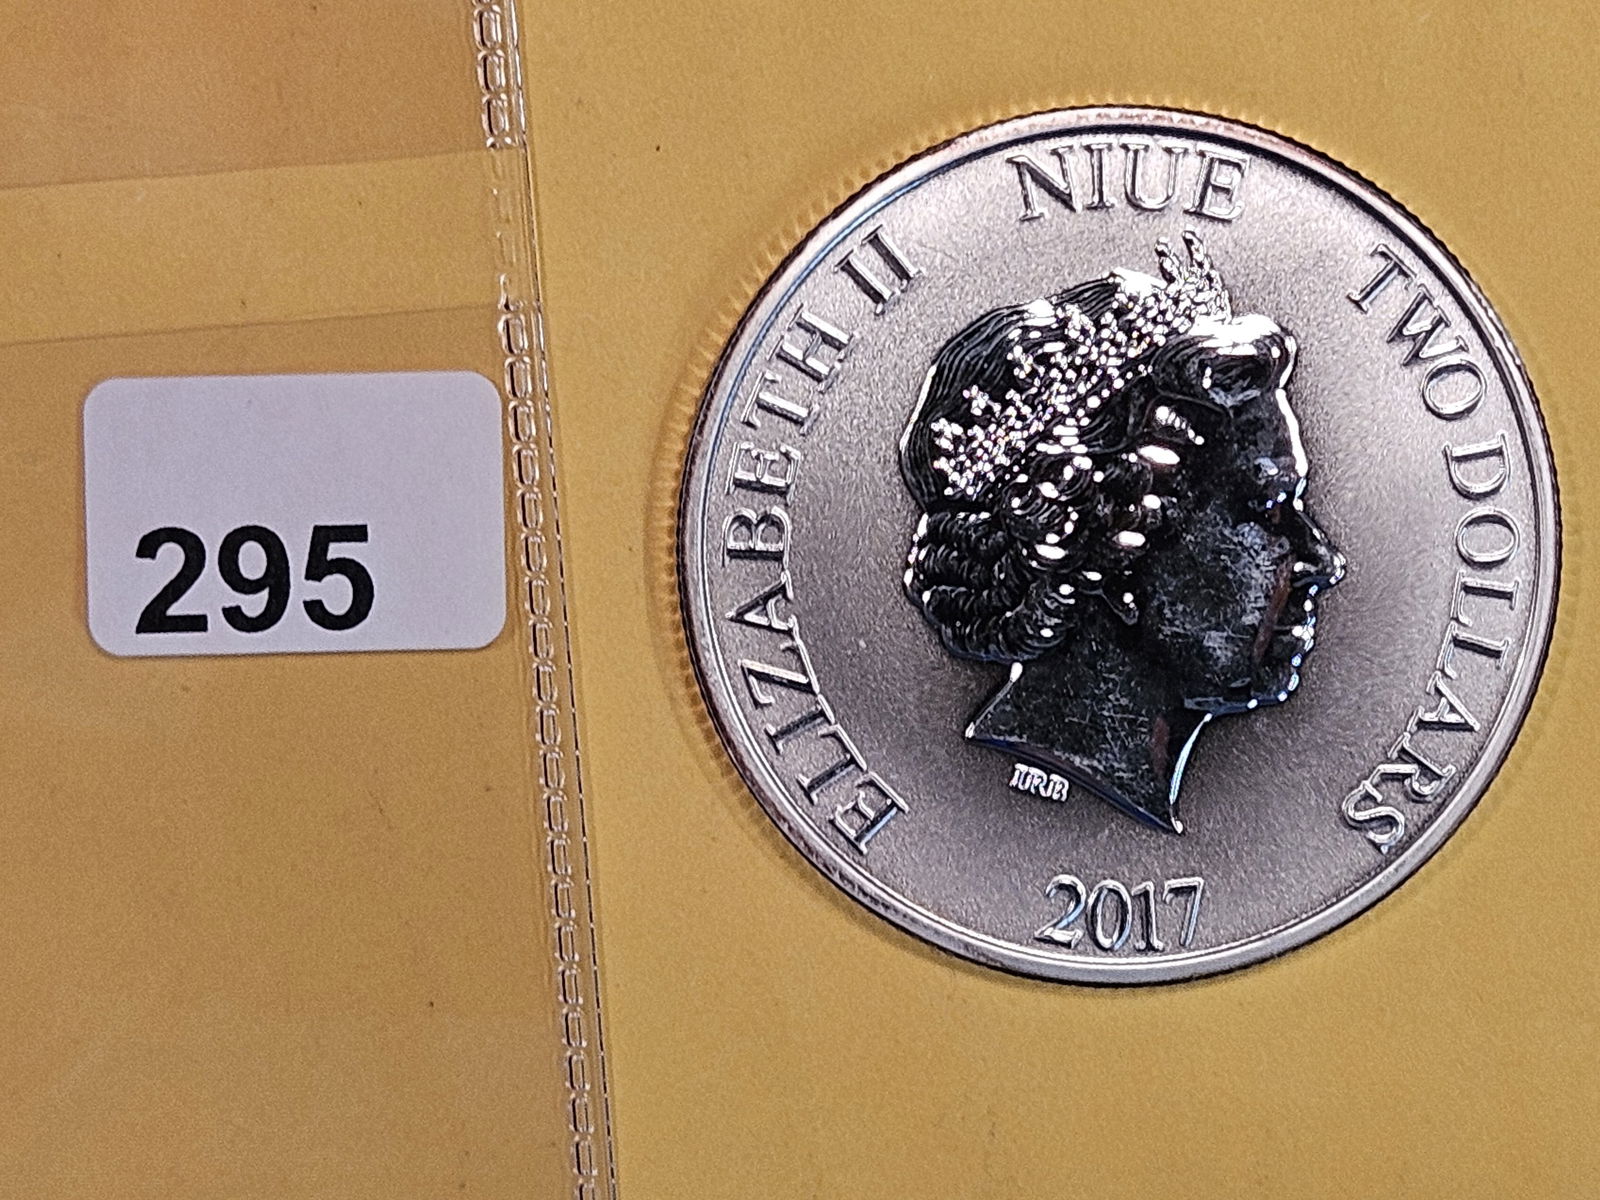 295
ELIZABETH II NIUE TWO DOLLARS
IRB
2017